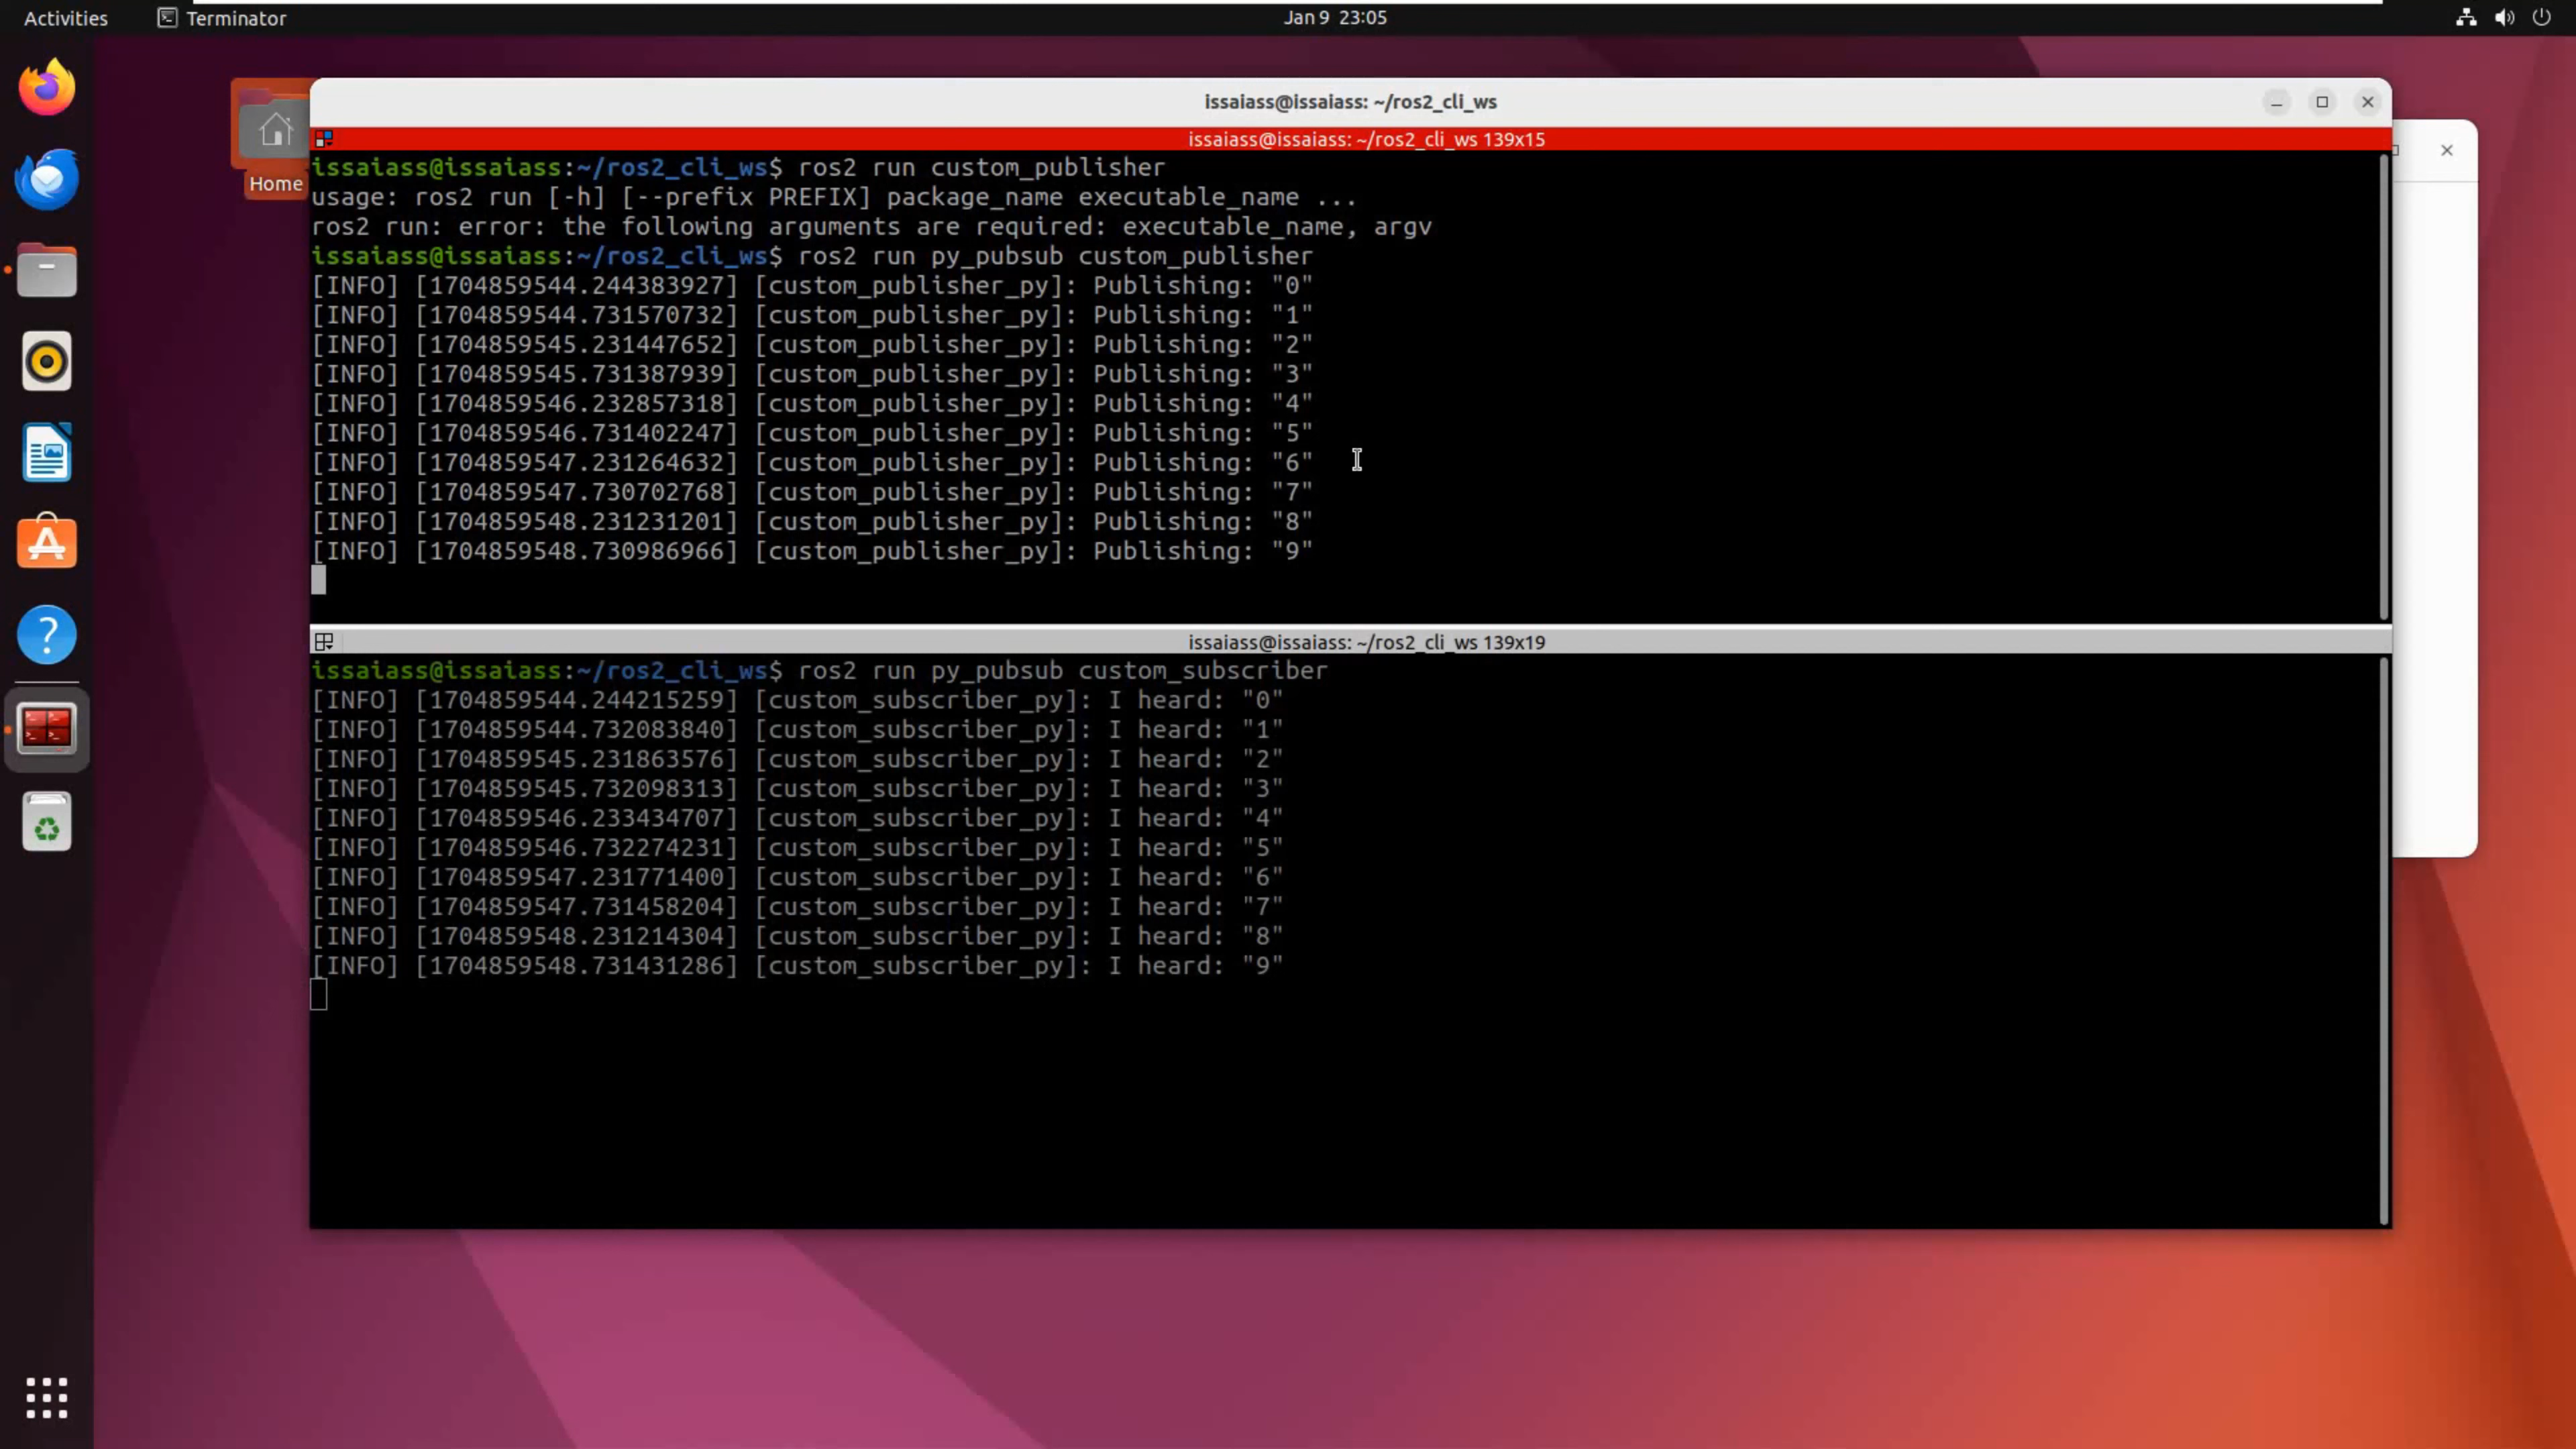 Activities
Terminator
Jan 9 23:05
Home
issaiass@issaiass: ~/ros2_cli_ws
issaiass@issaiass: ~/ros2_cli_ws 139x15
issaiass@issaiass:~/ros2_cli_ws$ ros2 run custom_publisher
usage: ros2 run [-h] [--prefix PREFIX] package_name executable_name ...
ros2 run: error: the following arguments are required: executable_name, argv
issaiass@issaiass:~/ros2_cli_ws$ ros2 run py_pubsub custom_publisher
[INFO] [1704859544.244383927] [custom_publisher_py]: Publishing: "0"
[INFO] [1704859544.731570732] [custom_publisher_py]: Publishing: "1"
[INFO] [1704859545.231447652] [custom_publisher_py]: Publishing: "2"
[INFO] [1704859545.731387939] [custom_publisher_py]: Publishing: "3"
[INFO] [1704859546.232857318] [custom_publisher_py]: Publishing: "4"
[INFO] [1704859546.731402247] [custom_publisher_py]: Publishing: "5"
[INFO] [1704859547.231264632] [custom_publisher_py]: Publishing: "6"
[INFO] [1704859547.730702768] [custom_publisher_py]: Publishing: "7"
[INFO] [1704859548.231231201] [custom_publisher_py]: Publishing: "8"
[INFO] [1704859548.730986966] [custom_publisher_py]: Publishing: "9"
issaiass@issaiass: ~/ros2_cli_ws 139x19
issaiass@issaiass:~/ros2_cli_ws$ ros2 run py_pubsub custom_subscriber
[INFO] [1704859544.244215259] [custom_subscriber_py]: I heard: "0"
[INFO] [1704859544.732083840] [custom_subscriber_py]: I heard: "1"
[INFO] [1704859545.231863576] [custom_subscriber_py]: I heard: "2"
[INFO] [1704859545.732098313] [custom_subscriber_py]: I heard: "3"
[INFO] [1704859546.233434707] [custom_subscriber_py]: I heard: "4"
[INFO] [1704859546.732274231] [custom_subscriber_py]: I heard: "5"
[INFO] [1704859547.231771400] [custom_subscriber_py]: I heard: "6"
[INFO] [1704859547.731458204] [custom_subscriber_py]: I heard: "7"
[INFO] [1704859548.231214304] [custom_subscriber_py]: I heard: "8"
[INFO] [1704859548.731431286] [custom_subscriber_py]: I heard: "9"